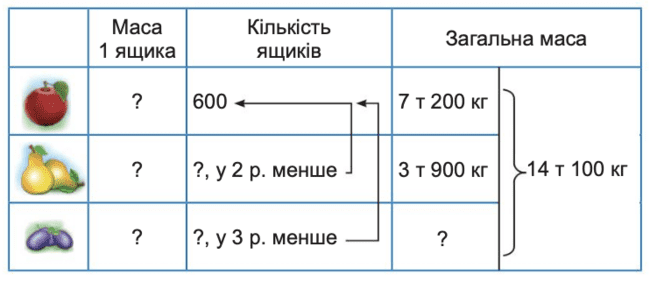 Маса
1 ящика
Кількість
ящиків
Загальна маса
?
600
7 т 200 кг
?
?, у 2 р. менше
3 т 900 кг
14 т 100 кг
?
?, у 3 р. менше
?